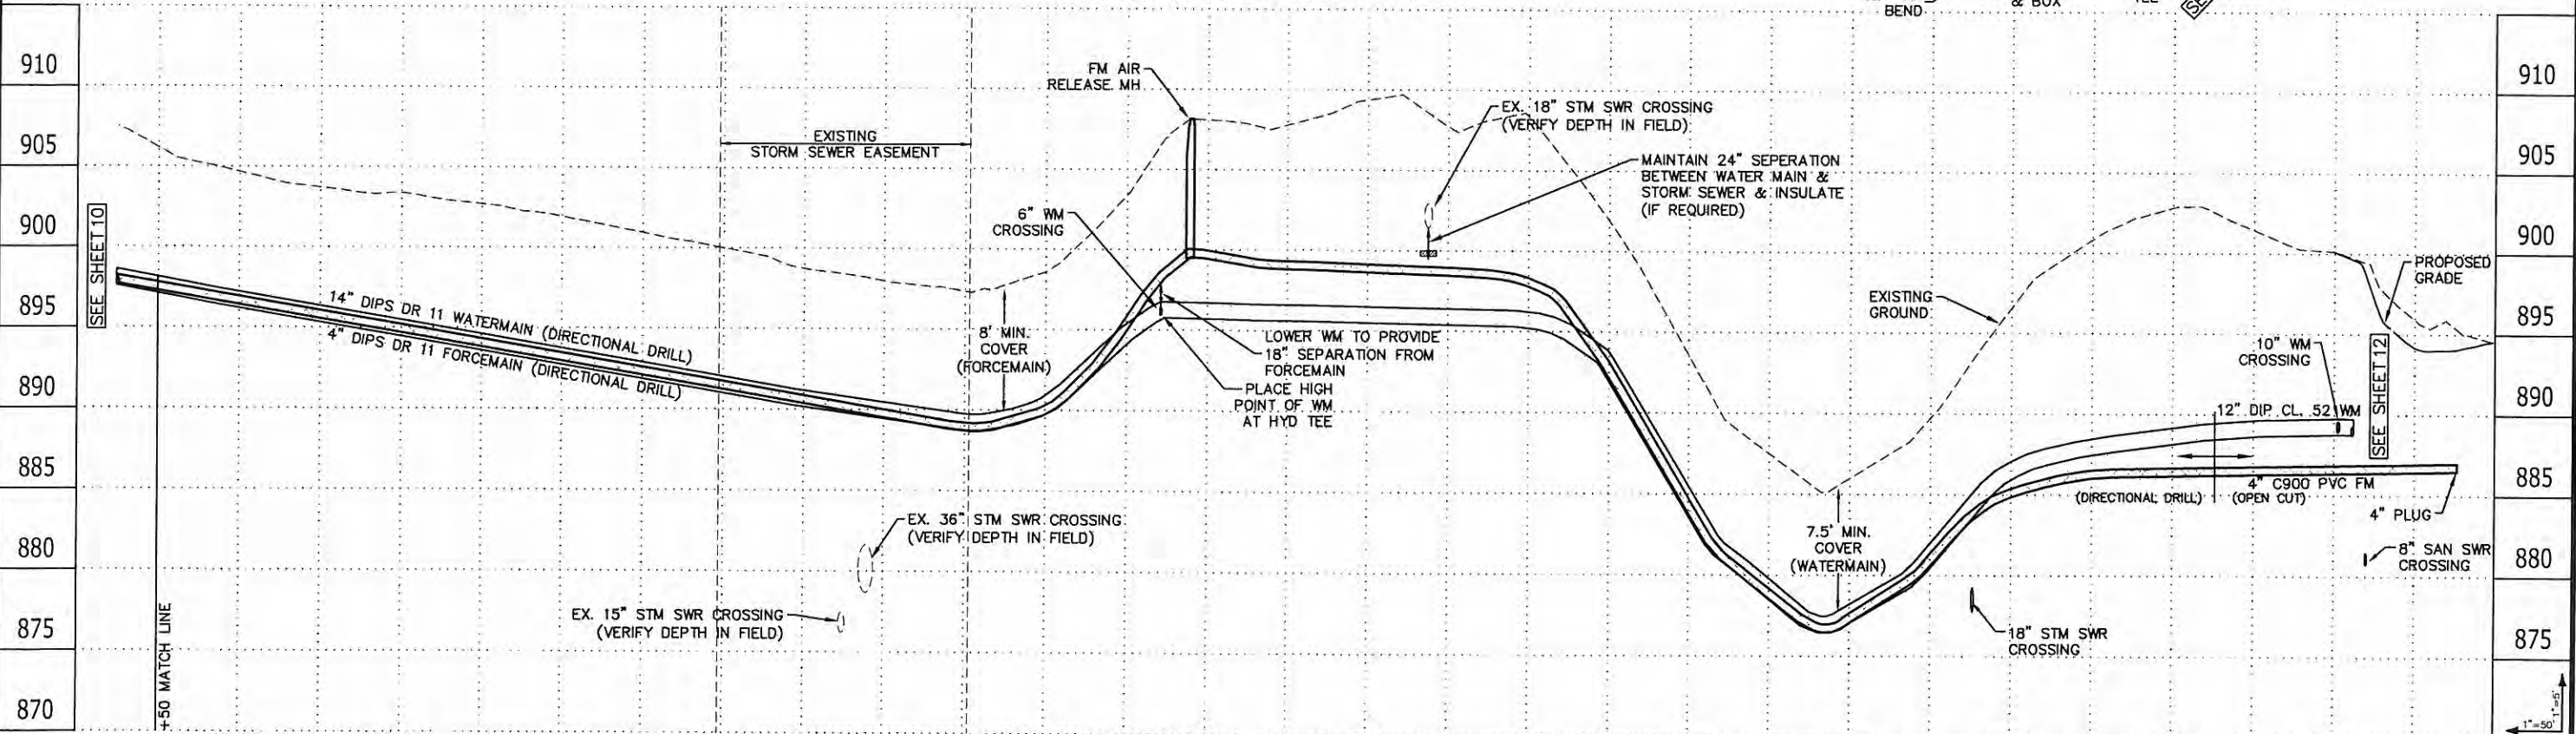 BEND
& BOX
TEE
910
905
900
895
890
885
880
875
870
SEE SHEET 10
+50 MATCH LINE
14" DIPS DR 11 WATERMAIN (DIRECTIONAL DRILL)
4" DIPS DR 11 FORCEMAIN (DIRECTIONAL DRILL)
EXISTING
STORM SEWER EASEMENT
EX. 36" STM SWR CROSSING
(VERIFY DEPTH IN FIELD)
EX. 15" STM SWR CROSSING
(VERIFY DEPTH IN FIELD)
8' MIN.
COVER
(FORCEMAIN)
6" WM
CROSSING
FM AIR
RELEASE MH
LOWER WM TO PROVIDE
18" SEPARATION FROM
FORCEMAIN
PLACE HIGH
POINT OF WM
AT HYD TEE
EX. 18" STM SWR CROSSING
(VERIFY DEPTH IN FIELD)
MAINTAIN 24" SEPERATION
BETWEEN WATER MAIN &
STORM SEWER & INSULATE
(IF REQUIRED)
7.5' MIN.
COVER
(WATERMAIN)
EXISTING
GROUND
18" STM SWR
CROSSING
10" WM
CROSSING
12" DIP CL. 52 WM
4" C900 PVC FM
(DIRECTIONAL DRILL)
(OPEN CUT)
PROPOSED
GRADE
SEE SHEET 12
4" PLUG
8" SAN SWR
CROSSING
910
905
900
895
890
885
880
875
1"=5'
1"=50'